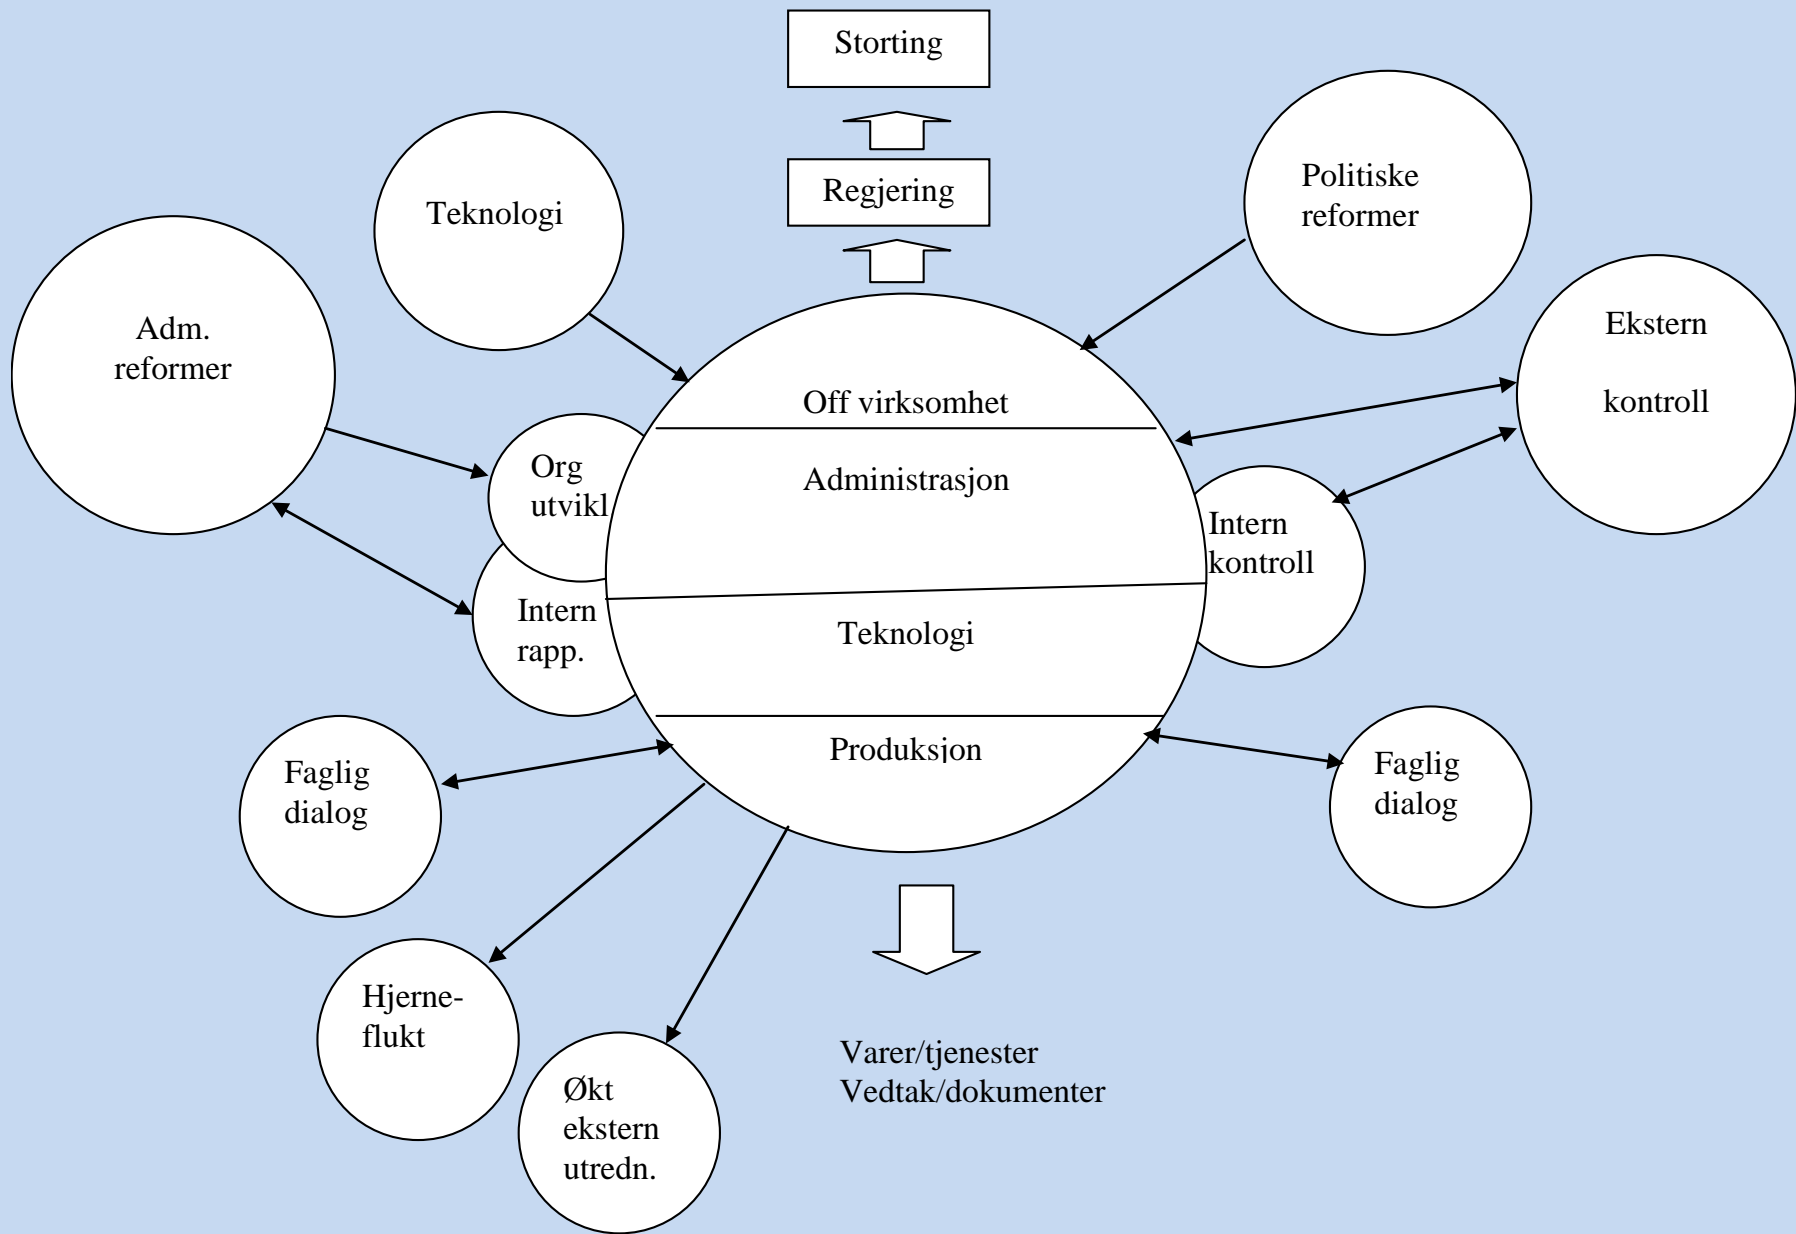 Storting
Regjering
Teknologi
Politiske
reformer
Adm.
reformer
Ekstern
kontroll
Off virksomhet
Administrasjon
Org
utvikl
Intern
kontroll
Intern
rapp.
Teknologi
Produksjon
Faglig
dialog
Faglig
dialog
Hjerne-
flukt
Varer/tjenester
Vedtak/dokumenter
Økt
ekstern
utredn.